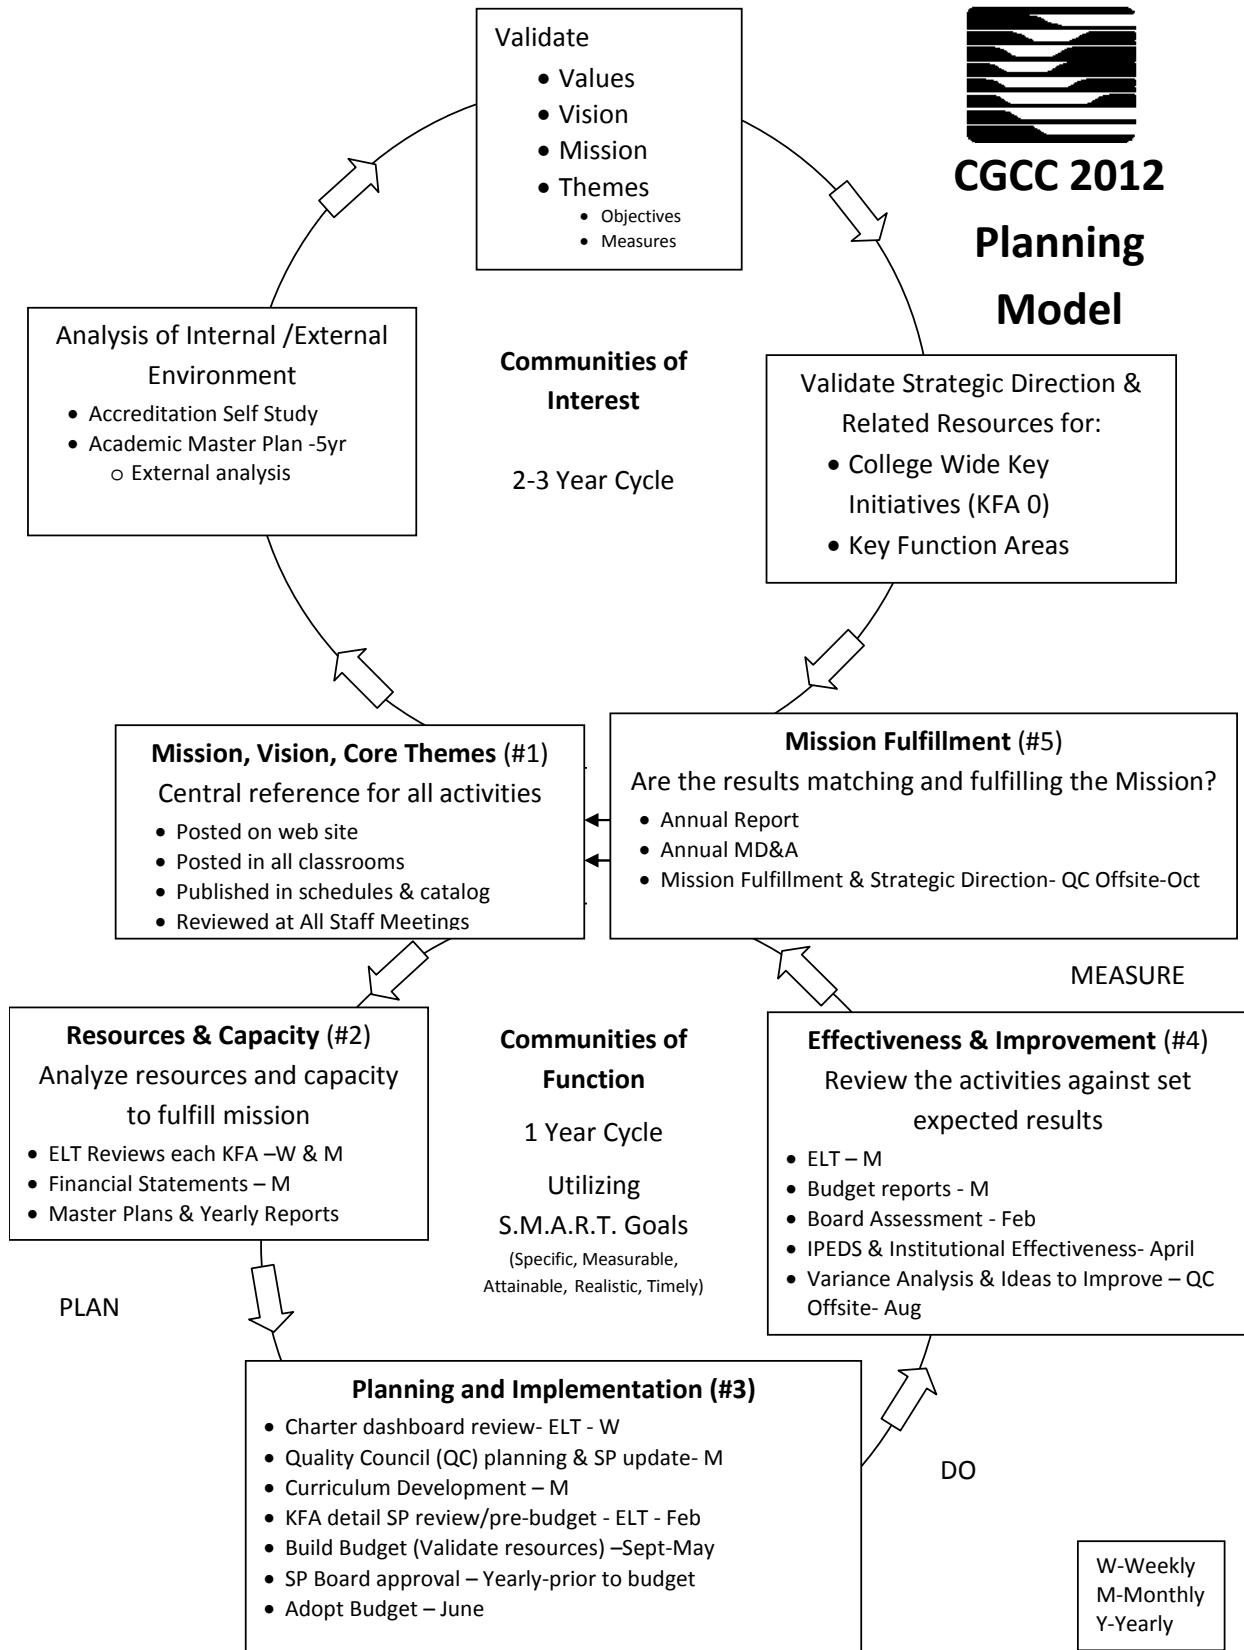 Validate
• Values
• Vision
• Mission
• Themes
• Objectives
• Measures
CGCC 2012
Planning
Model
Analysis of Internal /External
Environment
• Accreditation Self Study
• Academic Master Plan -5yr
o External analysis
Communities of
Interest
2-3 Year Cycle
Validate Strategic Direction &
Related Resources for:
• College Wide Key
Initiatives (KFA 0)
• Key Function Areas
Mission, Vision, Core Themes (#1)
Central reference for all activities
• Posted on web site
• Posted in all classrooms
• Published in schedules & catalog
• Reviewed at All Staff Meetings
Mission Fulfillment (#5)
Are the results matching and fulfilling the Mission?
• Annual Report
• Annual MD&A
• Mission Fulfillment & Strategic Direction- QC Offsite-Oct
MEASURE
Resources & Capacity (#2)
Analyze resources and capacity
to fulfill mission
• ELT Reviews each KFA –W & M
• Financial Statements – M
• Master Plans & Yearly Reports
Communities of
Function
1 Year Cycle
Utilizing
S.M.A.R.T. Goals
(Specific, Measurable,
Attainable, Realistic, Timely)
Effectiveness & Improvement (#4)
Review the activities against set
expected results
• ELT – M
• Budget reports - M
• Board Assessment - Feb
• IPEDS & Institutional Effectiveness- April
• Variance Analysis & Ideas to Improve – QC
Offsite- Aug
PLAN
Planning and Implementation (#3)
• Charter dashboard review- ELT - W
• Quality Council (QC) planning & SP update- M
• Curriculum Development – M
• KFA detail SP review/pre-budget - ELT - Feb
• Build Budget (Validate resources) –Sept-May
• SP Board approval – Yearly-prior to budget
• Adopt Budget – June
DO
W-Weekly
M-Monthly
Y-Yearly